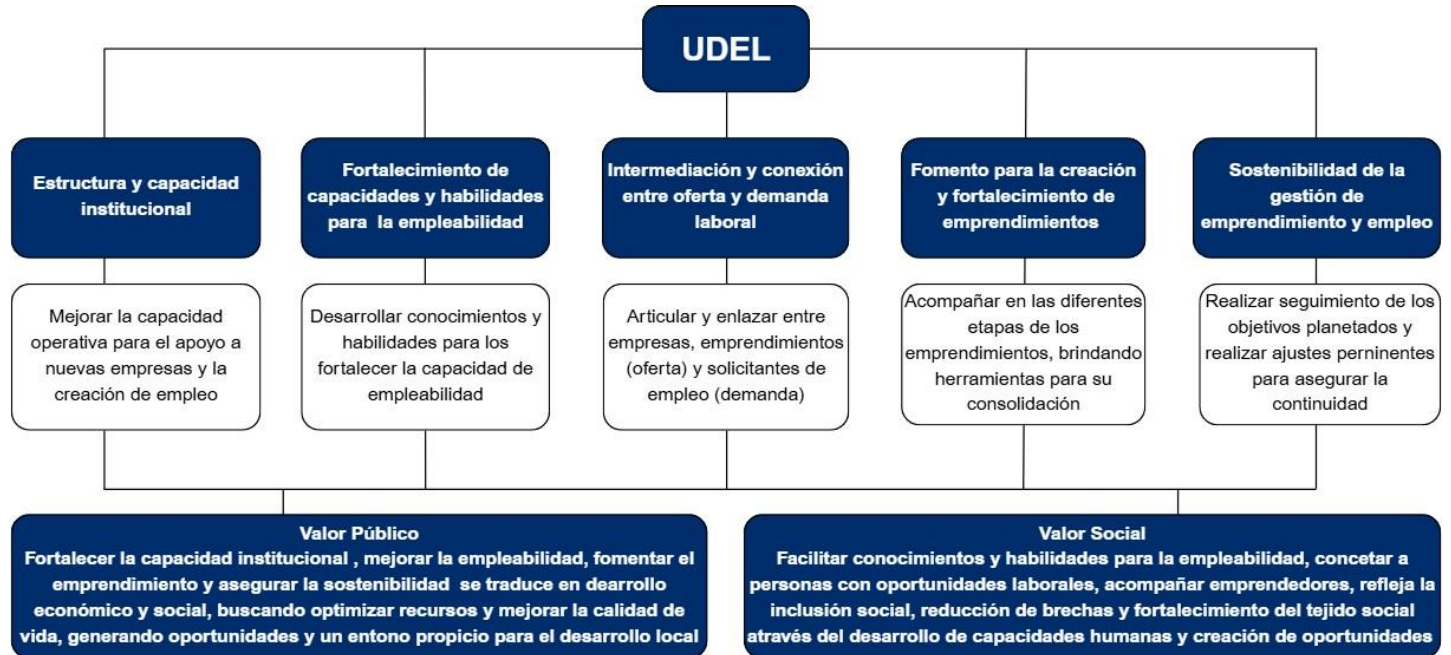 UDEL
Estructura y capacidad
institucional
Fortalecimiento de
capacidades y habilidades
para la empleabilidad
Intermediación y conexión
entre oferta y demanda
laboral
Fomento para la creación
y fortalecimiento de
emprendimientos
Sostenibilidad de la
gestión de
emprendimiento y empleo
Mejorar la capacidad
operativa para el apoyo a
nuevas empresas y la
creación de empleo
Desarrollar conocimientos y
habilidades para los
fortalecer la capacidad de
empleabilidad
Articular y enlazar entre
empresas, emprendimientos
(oferta) y solicitantes de
empleo (demanda)
Acompañar en las diferentes
etapas de los
emprendimientos, brindando
herramientas para su
consolidación
Realizar seguimiento de los
objetivos planetados y
realizar ajustes perninentes
para asegurar la
continuidad
Valor Público
Fortalecer la capacidad institucional , mejorar la empleabilidad, fomentar el
emprendimiento y asegurar la sostenibilidad se traduce en dearrollo
económico y social, buscando optimizar recursos y mejorar la calidad de
vida, generando oportunidades y un entono propicio para el desarrollo local
Valor Social
Facilitar conocimientos y habilidades para la empleabilidad, concetar a
personas con oportunidades laborales, acompañar emprendedores, refleja la
inclusión social, reducción de brechas y fortalecimiento del tejido social
através del desarrollo de capacidades humanas y creación de oportunidades